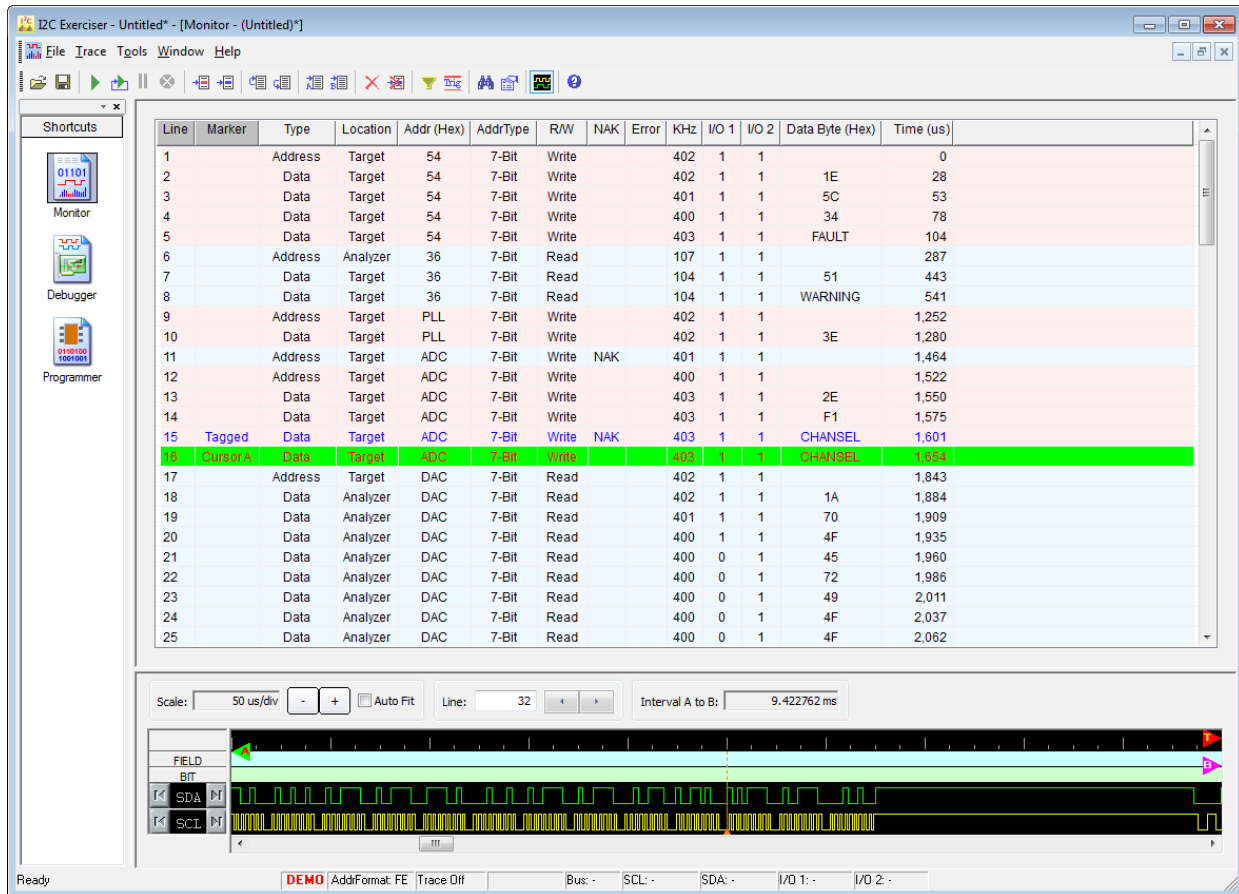 I2C Exerciser - Untitled* - [Monitor - (Untitled)*]
File Trace Tools Window Help
Shortcuts
Monitor
Debugger
Programmer
Line Marker Type Location Addr (Hex) AddrType R/W NAK Error KHz I/O 1 I/O 2 Data Byte (Hex) Time (us)
1 Address Target 54 7-Bit Write 402 1 1 0
2 Data Target 54 7-Bit Write 402 1 1 1E 28
3 Data Target 54 7-Bit Write 401 1 1 5C 53
4 Data Target 54 7-Bit Write 400 1 1 34 78
5 Data Target 54 7-Bit Write 403 1 1 FAULT 104
6 Address Analyzer 36 7-Bit Read 107 1 1 287
7 Data Target 36 7-Bit Read 104 1 1 51 443
8 Data Target 36 7-Bit Read 104 1 1 WARNING 541
9 Address Target PLL 7-Bit Write 402 1 1 1,252
10 Data Target PLL 7-Bit Write 402 1 1 3E 1,280
11 Address Target ADC 7-Bit Write NAK 401 1 1 1,464
12 Address Target ADC 7-Bit Write 400 1 1 1,522
13 Data Target ADC 7-Bit Write 403 1 1 2E 1,550
14 Data Target ADC 7-Bit Write 403 1 1 F1 1,575
15 Tagged Data Target ADC 7-Bit Write NAK 403 1 1 CHANSEL 1,601
16 Cursor A Data Target ADC 7-Bit Write 403 1 1 CHANSEL 1,654
17 Address Target DAC 7-Bit Read 402 1 1 1,843
18 Data Analyzer DAC 7-Bit Read 402 1 1 1A 1,884
19 Data Analyzer DAC 7-Bit Read 401 1 1 70 1,909
20 Data Analyzer DAC 7-Bit Read 400 1 1 4F 1,935
21 Data Analyzer DAC 7-Bit Read 400 0 1 45 1,960
22 Data Analyzer DAC 7-Bit Read 400 0 1 72 1,986
23 Data Analyzer DAC 7-Bit Read 400 0 1 49 2,011
24 Data Analyzer DAC 7-Bit Read 400 0 1 4F 2,037
25 Data Analyzer DAC 7-Bit Read 400 0 1 4F 2,062
Scale: 50 us/div - + Auto Fit Line: 32 Interval A to B: 9.422762 ms
A T
FIELD
B
BIT
SDA
SCL
Ready DEMO AddrFormat: FE Trace Off Bus: - SCL: - SDA: - I/O 1: - I/O 2: -